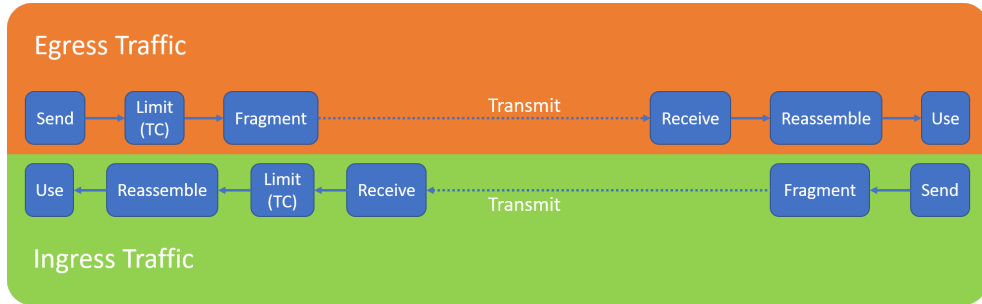 Egress Traffic
Send
Limit
(TC)
Fragment
Transmit
Receive
Reassemble
Use
Use
Reassemble
Limit
(TC)
Receive
Transmit
Fragment
Send
Ingress Traffic